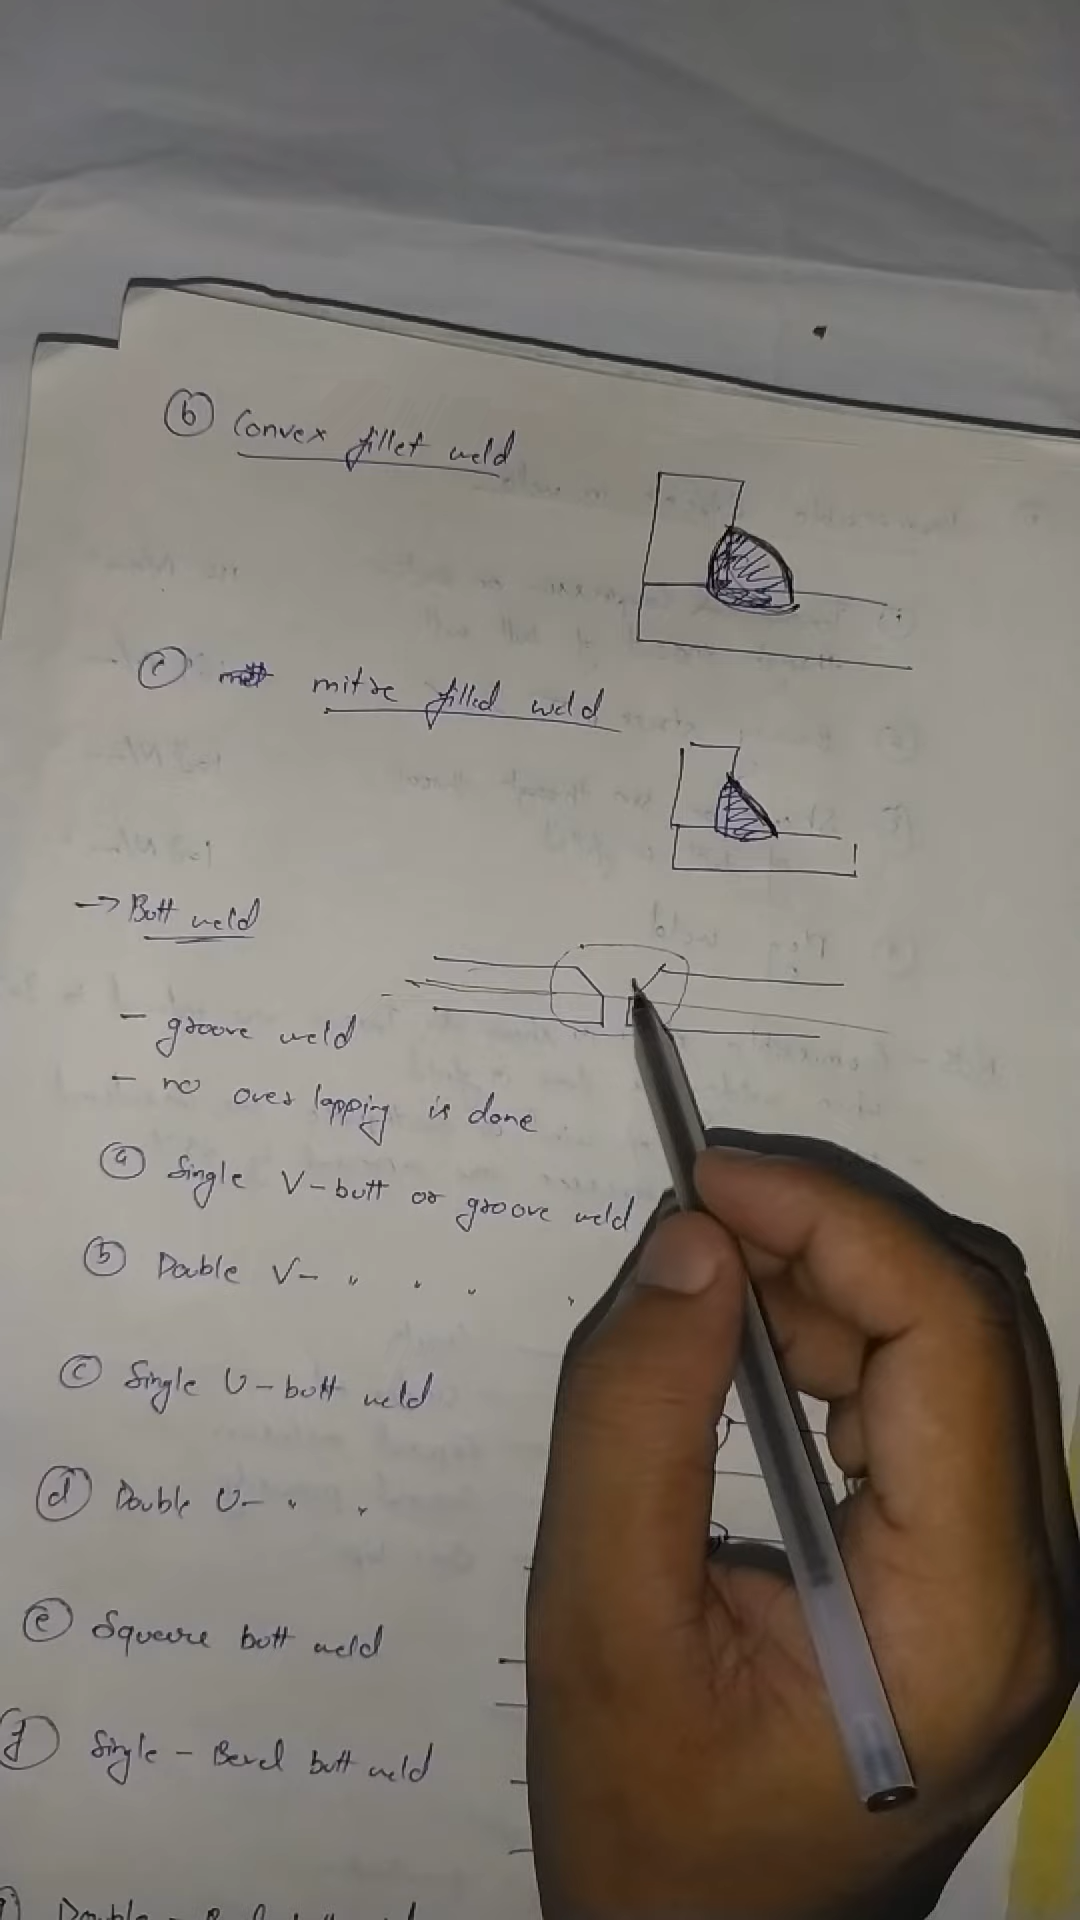 (b) Convex fillet weld
(c) mitre filled weld
-> Butt weld
- groove weld
- no over lapping is done
(a) Single V-butt or groove weld
(b) Double V- " " " "
(c) Single U-butt weld
(d) Double U- " "
(e) Square butt weld
(f) Single - Bevel butt weld
Double -